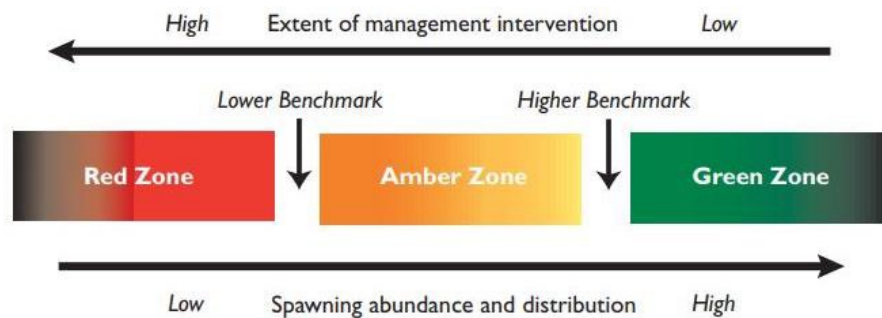 High Extent of management intervention Low
Lower Benchmark Higher Benchmark
Red Zone Amber Zone Green Zone
Low Spawning abundance and distribution High